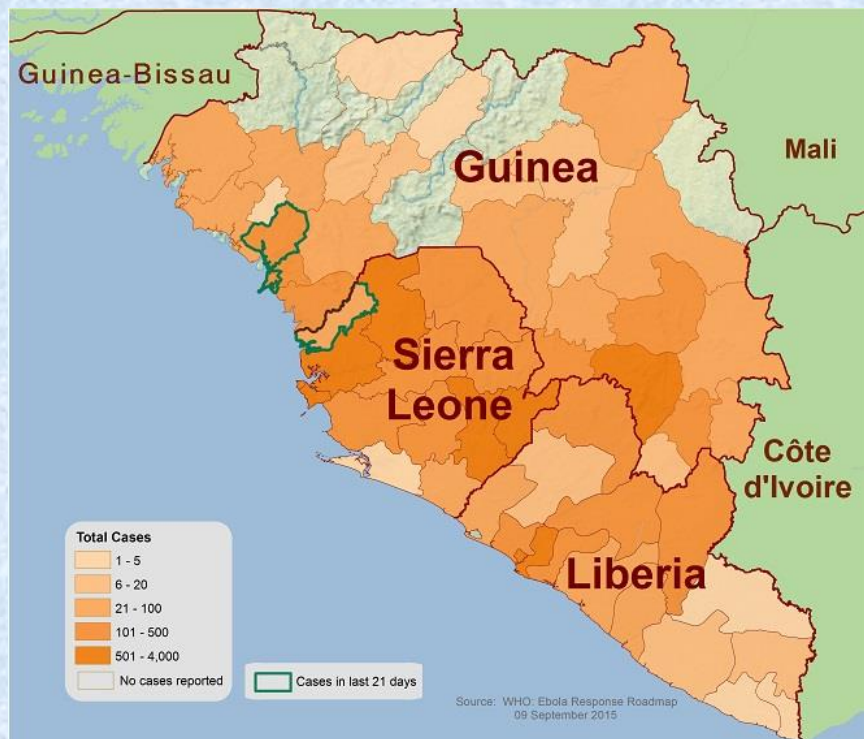 Guinea-Bissau
Guinea
Mali
Sierra
Leone
Côte
d'Ivoire
Liberia
Total Cases
1 - 5
6 - 20
21 - 100
101 - 500
501 - 4,000
No cases reported
Cases in last 21 days
Source: WHO: Ebola Response Roadmap
09 September 2015